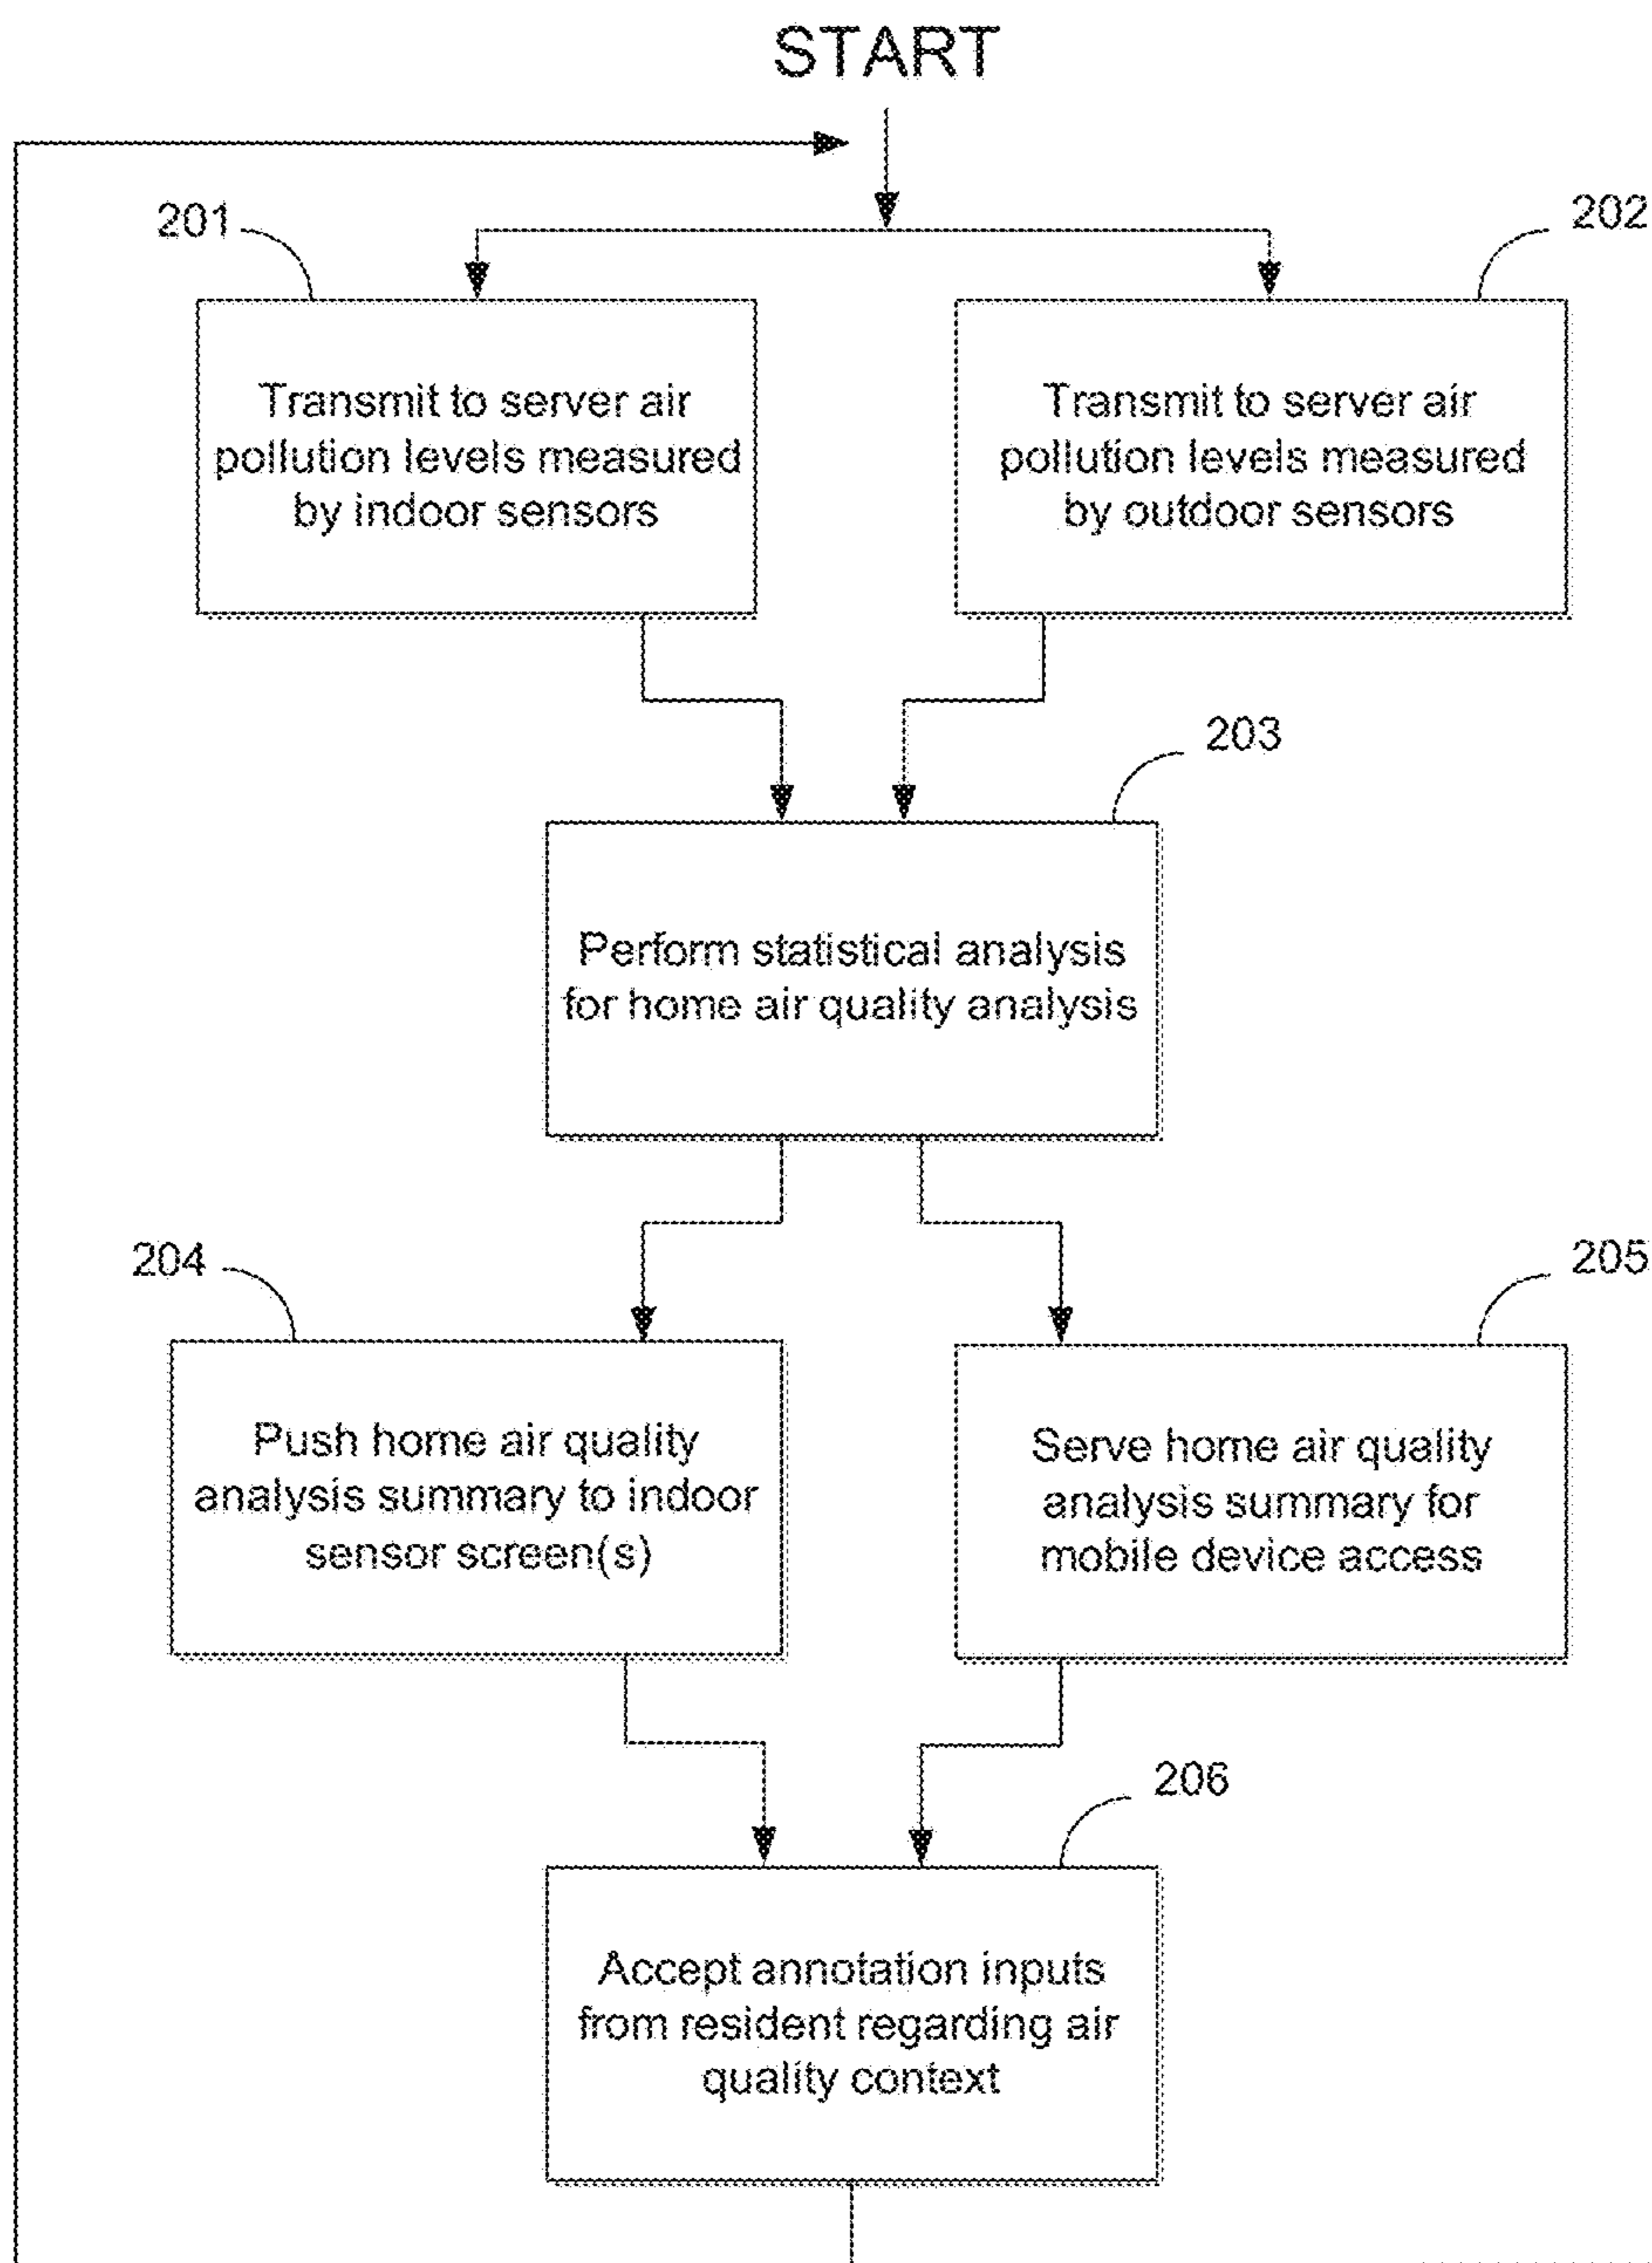 START
201
202
Transmit to server air
pollution levels measured
by indoor sensors
Transmit to server air
pollution levels measured
by outdoor sensors
203
Perform statistical analysis
for home air quality analysis
204
205
Push home air quality
analysis summary to indoor
sensor screen(s)
Serve home air quality
analysis summary for
mobile device access
206
Accept annotation inputs
from resident regarding air
quality context